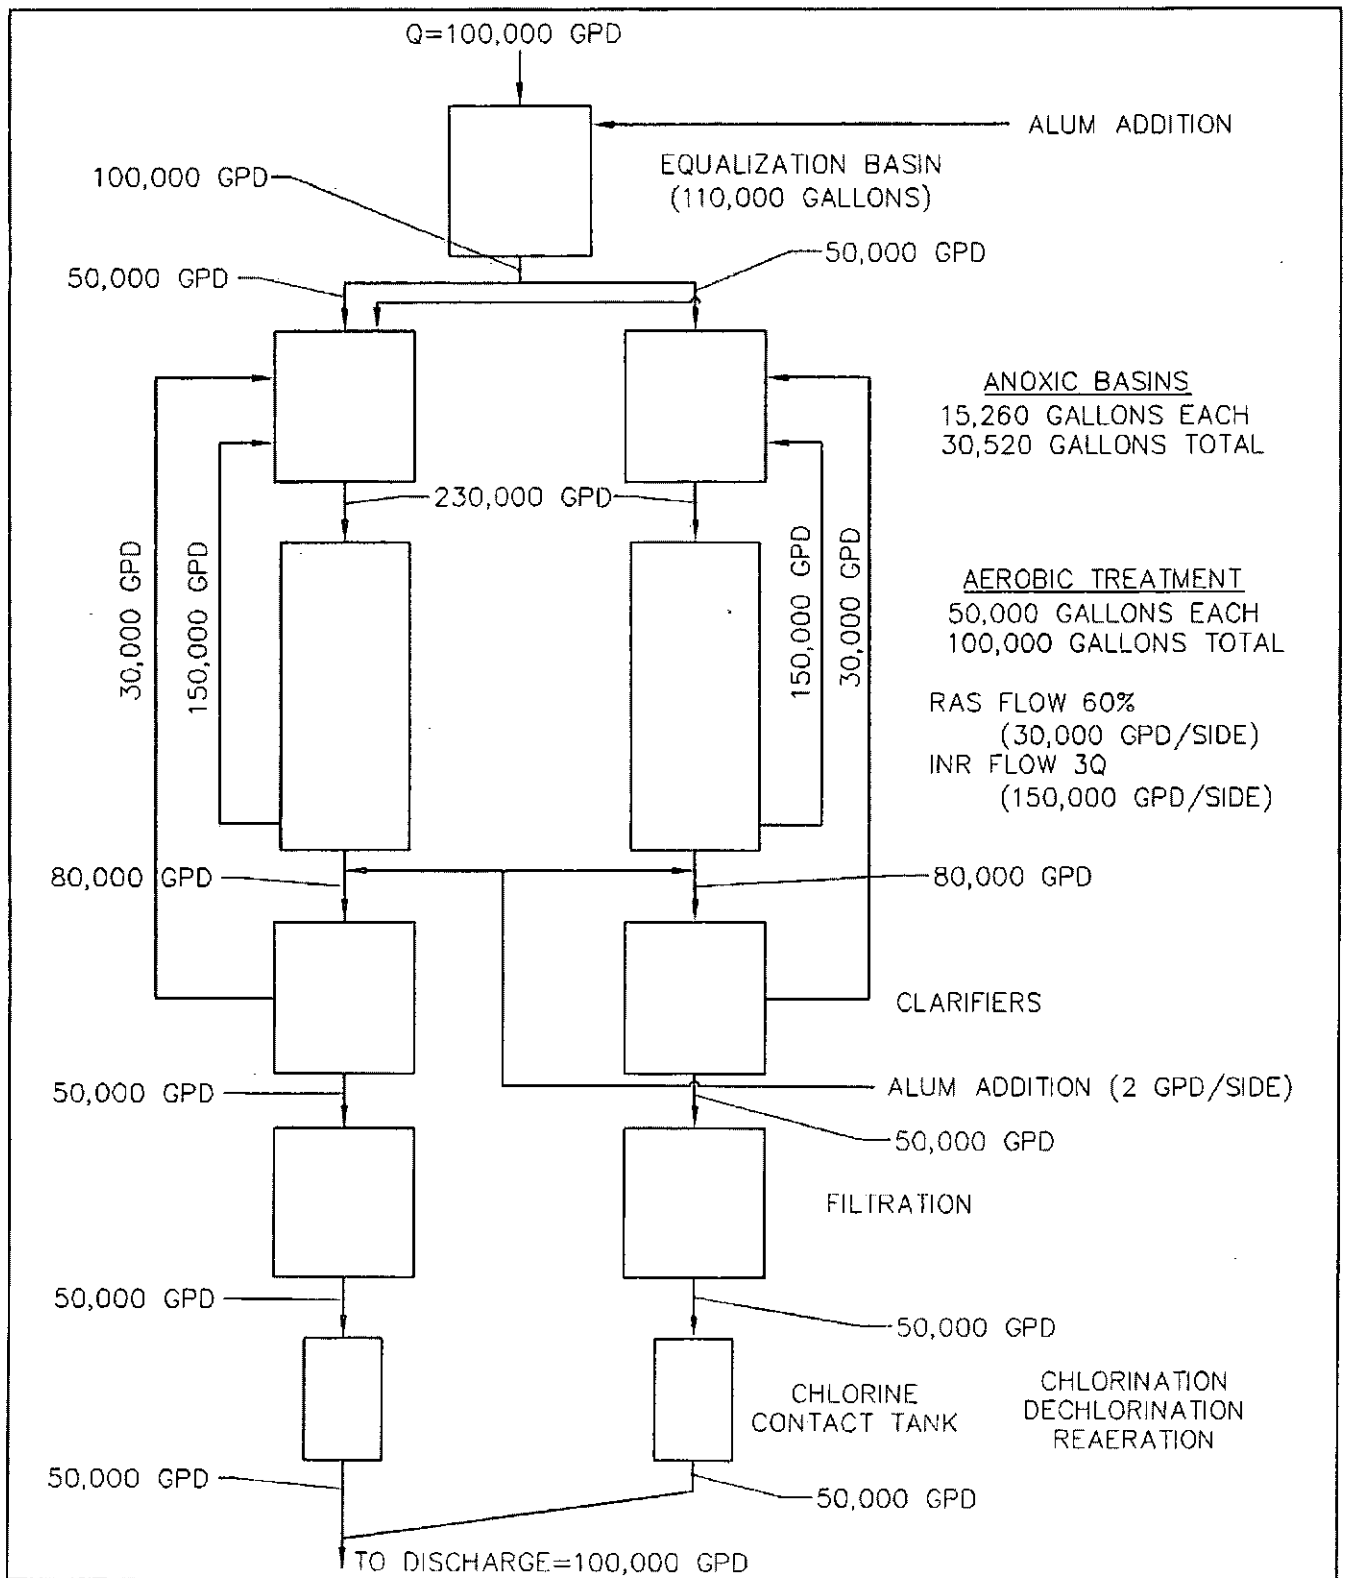 Q=100,000 GPD
ALUM ADDITION
EQUALIZATION BASIN
(110,000 GALLONS)
100,000 GPD
50,000 GPD
50,000 GPD
ANOXIC BASINS
15,260 GALLONS EACH
30,520 GALLONS TOTAL
230,000 GPD
30,000 GPD
150,000 GPD
150,000 GPD
30,000 GPD
AEROBIC TREATMENT
50,000 GALLONS EACH
100,000 GALLONS TOTAL
RAS FLOW 60%
(30,000 GPD/SIDE)
INR FLOW 3Q
(150,000 GPD/SIDE)
80,000 GPD
80,000 GPD
CLARIFIERS
50,000 GPD
ALUM ADDITION (2 GPD/SIDE)
50,000 GPD
FILTRATION
50,000 GPD
50,000 GPD
CHLORINE
CONTACT TANK
CHLORINATION
DECHLORINATION
REAERATION
50,000 GPD
50,000 GPD
TO DISCHARGE=100,000 GPD